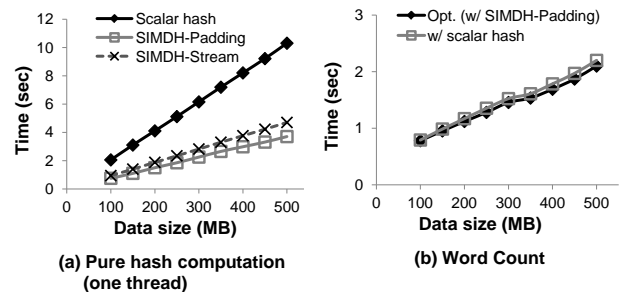 12
10
8
6
4
2
0
Time (sec)
Scalar hash
SIMDH-Padding
SIMDH-Stream
0 100 200 300 400 500
Data size (MB)
(a) Pure hash computation
(one thread)
3
2
1
0
Time (sec)
Opt. (w/ SIMDH-Padding)
w/ scalar hash
0 100 200 300 400 500
Data size (MB)
(b) Word Count